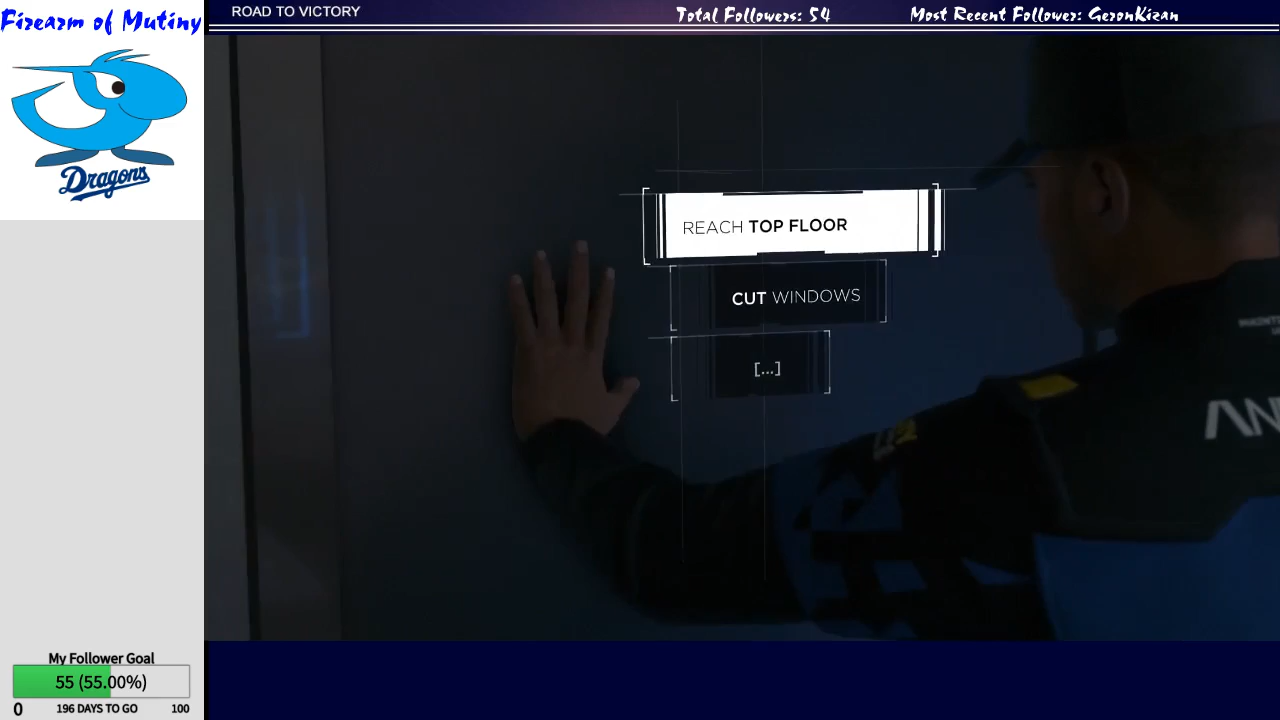 Firearm of Mutiny
Dragons
ROAD TO VICTORY
Total Followers: 54
Most Recent Follower: GeronKizan
REACH TOP FLOOR
CUT WINDOWS
[...]
My Follower Goal
55 (55.00%)
0
196 DAYS TO GO
100